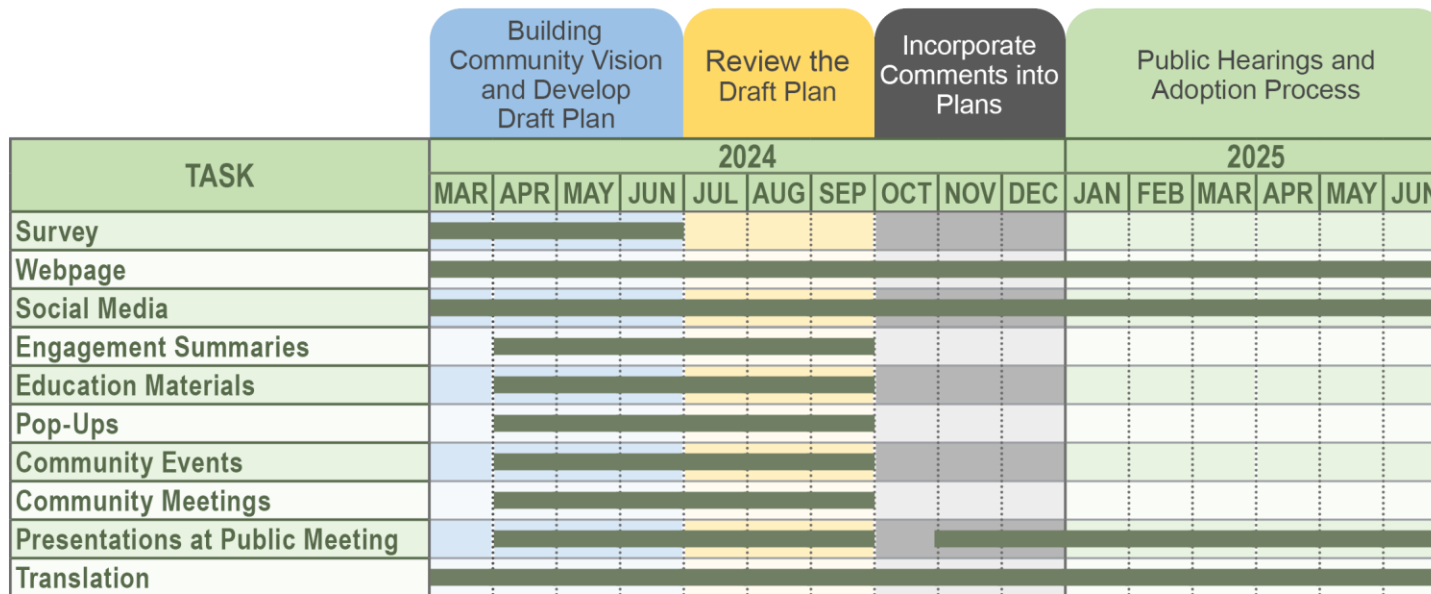 Building
Community Vision
and Develop
Draft Plan
Review the
Draft Plan
Incorporate
Comments into
Plans
Public Hearings and
Adoption Process
TASK
2024
2025
MAR APR MAY JUN JUL AUG SEP OCT NOV DEC JAN FEB MAR APR MAY JUN
Survey
Webpage
Social Media
Engagement Summaries
Education Materials
Pop-Ups
Community Events
Community Meetings
Presentations at Public Meeting
Translation